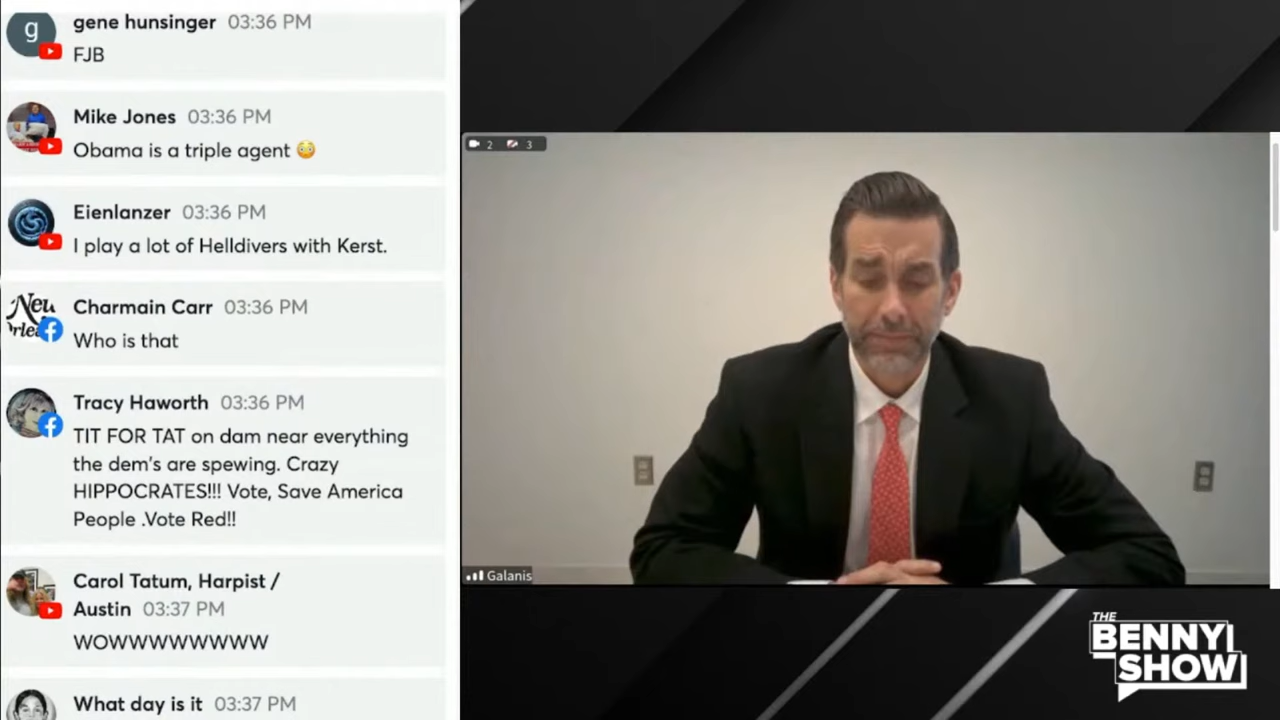 gene hunsinger 03:36 PM
FJB
Mike Jones 03:36 PM
Obama is a triple agent 😳
Eienlanzer 03:36 PM
I play a lot of Helldivers with Kerst.
Charmain Carr 03:36 PM
Who is that
Tracy Haworth 03:36 PM
TIT FOR TAT on dam near everything
the dem's are spewing. Crazy
HIPPOCRATES!!! Vote, Save America
People .Vote Red!!
Carol Tatum, Harpist /
Austin 03:37 PM
WOWWWWWWWW
What day is it 03:37 PM
g
New
2 3
Galanis
THE
BENNY
SHOW